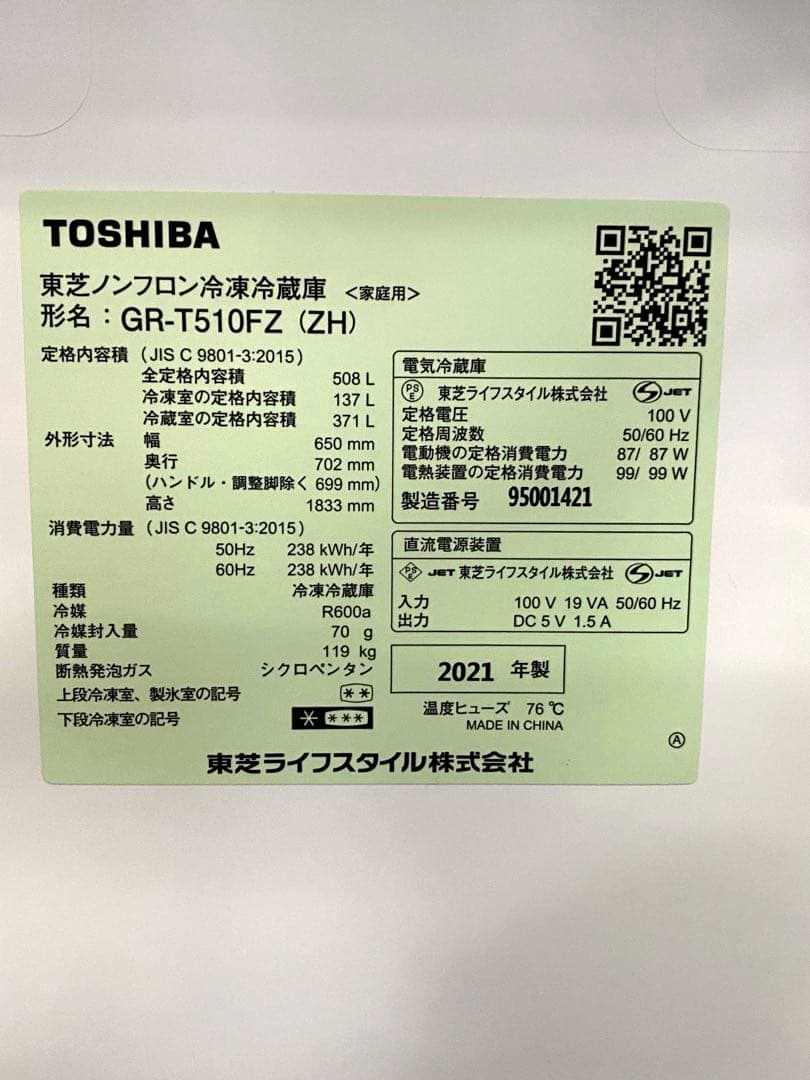 TOSHIBA
東芝ノンフロン冷凍冷蔵庫 <家庭用>
形名：GR-T510FZ (ZH)
定格内容積 (JIS C 9801-3:2015)
全定格内容積 508 L
冷凍室の定格内容積 137 L
冷蔵室の定格内容積 371 L
外形寸法 幅 650 mm
奥行 702 mm
(ハンドル・調整脚除く 699 mm)
高さ 1833 mm
消費電力量 (JIS C 9801-3:2015)
50Hz 238 kWh/年
60Hz 238 kWh/年
種類 冷凍冷蔵庫
冷媒 R600a
冷媒封入量 70 g
質量 119 kg
断熱発泡ガス シクロペンタン
上段冷凍室、製氷室の記号 **
下段冷凍室の記号 * ***
電気冷蔵庫
PSE 東芝ライフスタイル株式会社 S JET
定格電圧 100 V
定格周波数 50/60 Hz
電動機の定格消費電力 87/ 87 W
電熱装置の定格消費電力 99/ 99 W
製造番号 95001421
直流電源装置
PSE JET 東芝ライフスタイル株式会社 S JET
入力 100 V 19 VA 50/60 Hz
出力 DC 5 V 1.5 A
2021 年製
温度ヒューズ 76 ℃
MADE IN CHINA
Ⓐ
東芝ライフスタイル株式会社